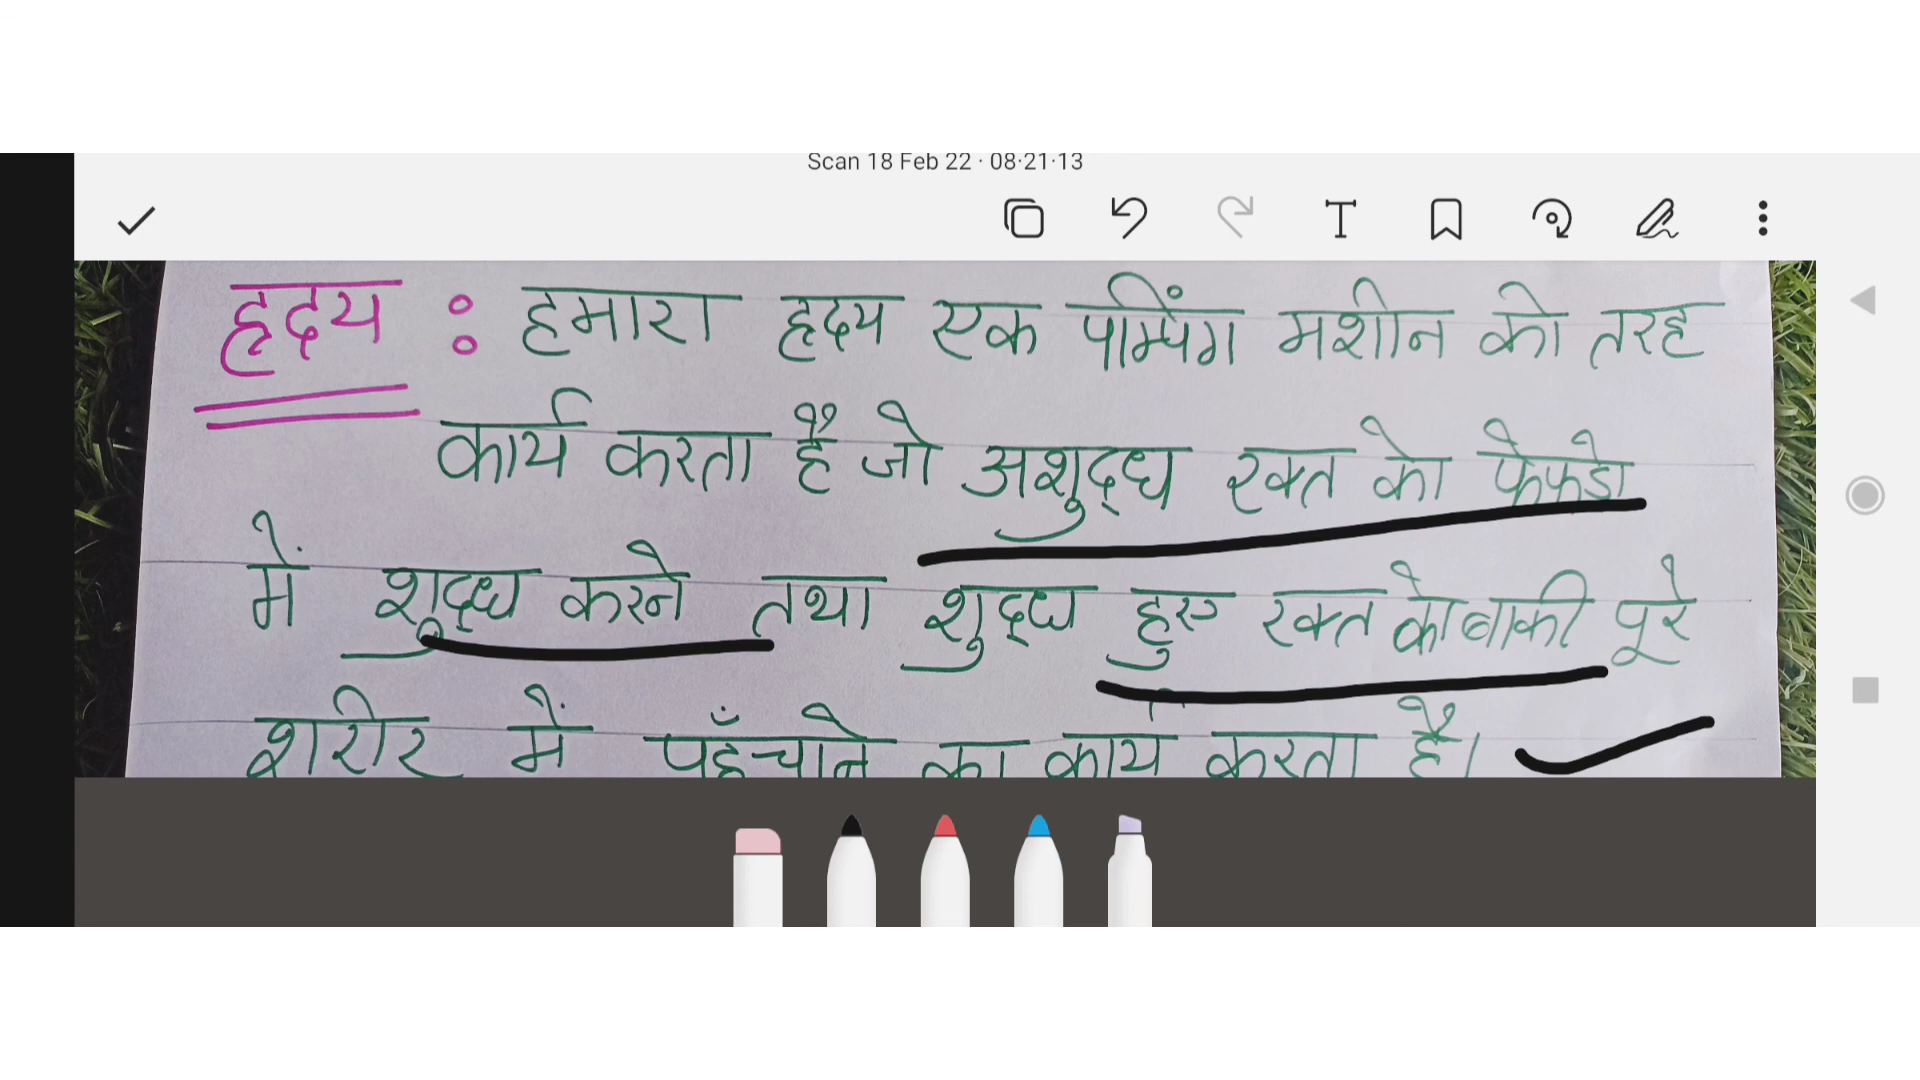 Scan 18 Feb 22 · 08·21·13
T
हृदय : हमारा हृदय एक पम्पिंग मशीन को तरह
कार्य करता है जो अशुद्ध रक्त को फेफडे
में शुद्ध करने तथा शुद्ध हुए रक्त को बाकी पूरे
शरीर में पहुँचाने का कार्य करता है।